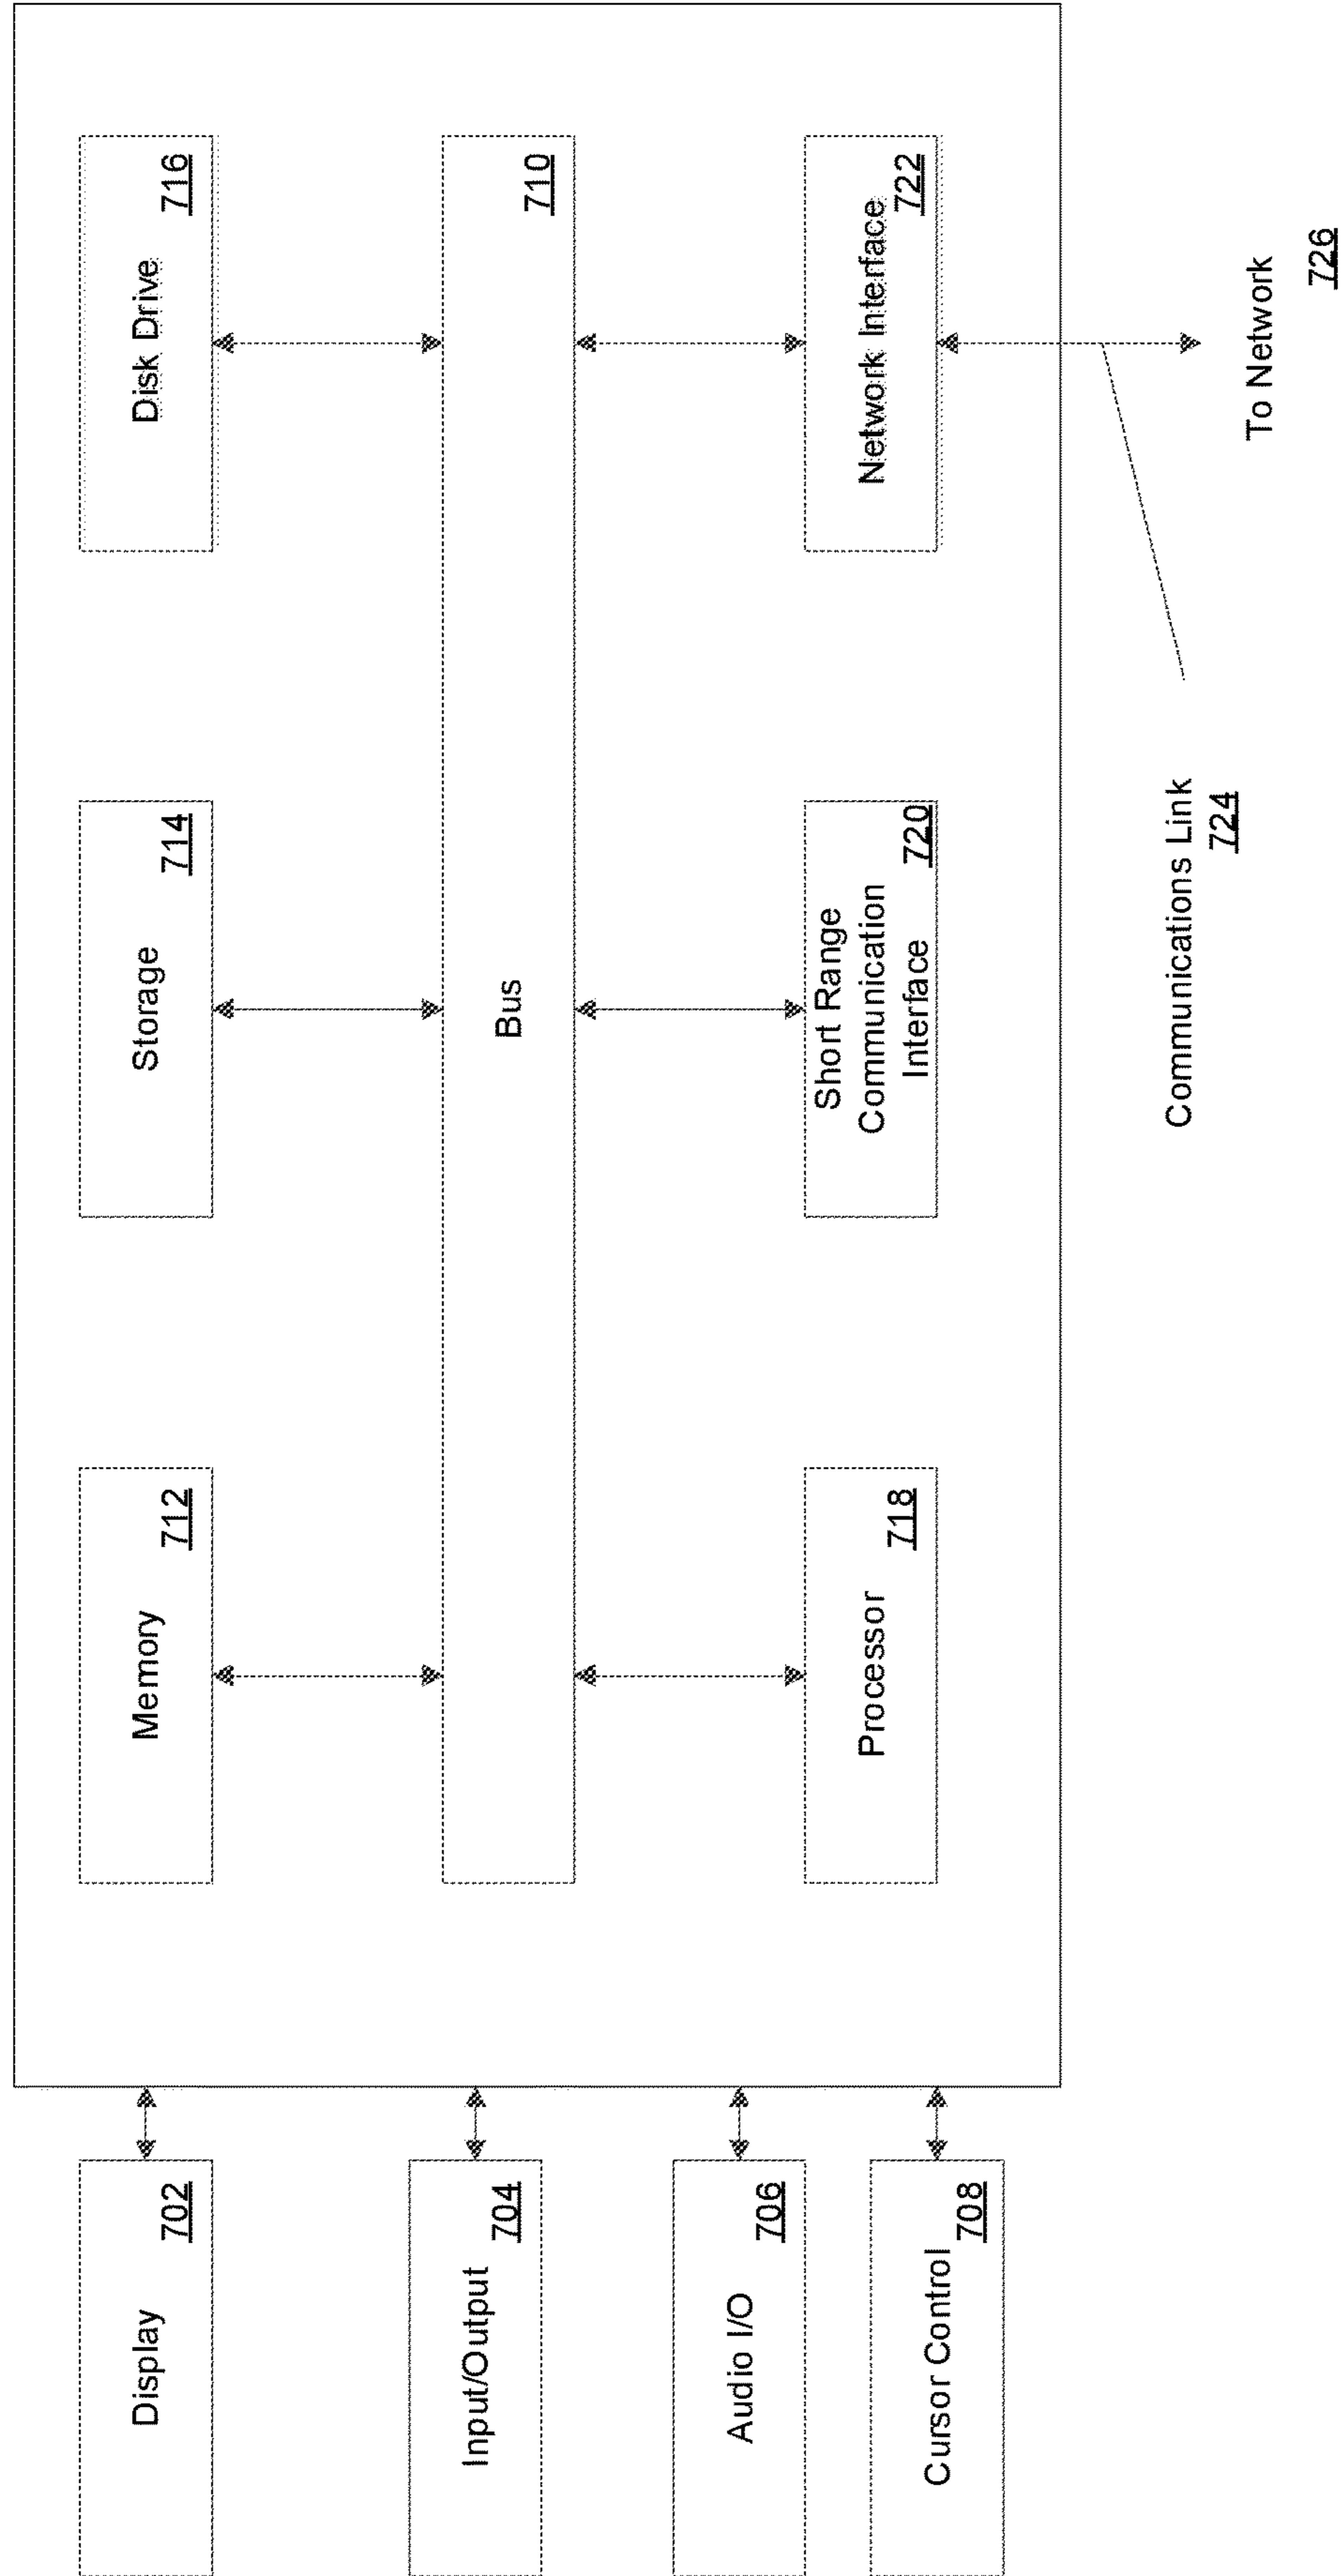 Display
702
Input/Output
704
Audio I/O
706
Cursor Control
708
Memory
712
Storage
714
Disk Drive
716
Bus
710
Processor
718
Short Range
Communication
Interface
720
Network Interface
722
Communications Link
724
To Network
726